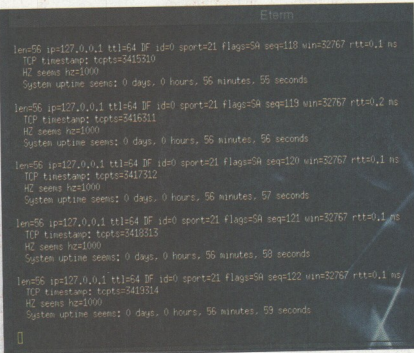 Eterm
len=56 ip=127.0.0.1 ttl=64 DF id=0 sport=21 flags=SA seq=118 win=32767 rtt=0.1 ms
TCP timestamp: tcpts=3415310
HZ seems hz=1000
System uptime seems: 0 days, 0 hours, 56 minutes, 55 seconds
len=56 ip=127.0.0.1 ttl=64 DF id=0 sport=21 flags=SA seq=119 win=32767 rtt=0.2 ms
TCP timestamp: tcpts=3416311
HZ seems hz=1000
System uptime seems: 0 days, 0 hours, 56 minutes, 56 seconds
len=56 ip=127.0.0.1 ttl=64 DF id=0 sport=21 flags=SA seq=120 win=32767 rtt=0.1 ms
TCP timestamp: tcpts=3417312
HZ seems hz=1000
System uptime seems: 0 days, 0 hours, 56 minutes, 57 seconds
len=56 ip=127.0.0.1 ttl=64 DF id=0 sport=21 flags=SA seq=121 win=32767 rtt=0.1 ms
TCP timestamp: tcpts=3418313
HZ seems hz=1000
System uptime seems: 0 days, 0 hours, 56 minutes, 58 seconds
len=56 ip=127.0.0.1 ttl=64 DF id=0 sport=21 flags=SA seq=122 win=32767 rtt=0.1 ms
TCP timestamp: tcpts=3419314
HZ seems hz=1000
System uptime seems: 0 days, 0 hours, 56 minutes, 59 seconds